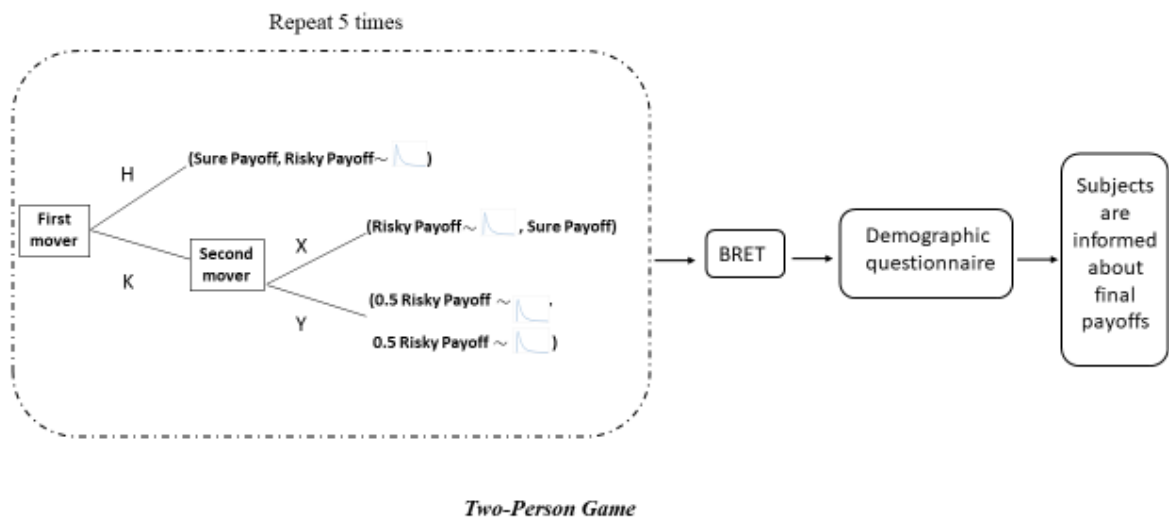 Repeat 5 times
H
(Sure Payoff, Risky Payoff~ )
First
mover
K
Second
mover
X
(Risky Payoff~ , Sure Payoff)
Y
(0.5 Risky Payoff ~ ,
0.5 Risky Payoff ~ )
BRET
Demographic
questionnaire
Subjects
are
informed
about
final
payoffs
Two-Person Game